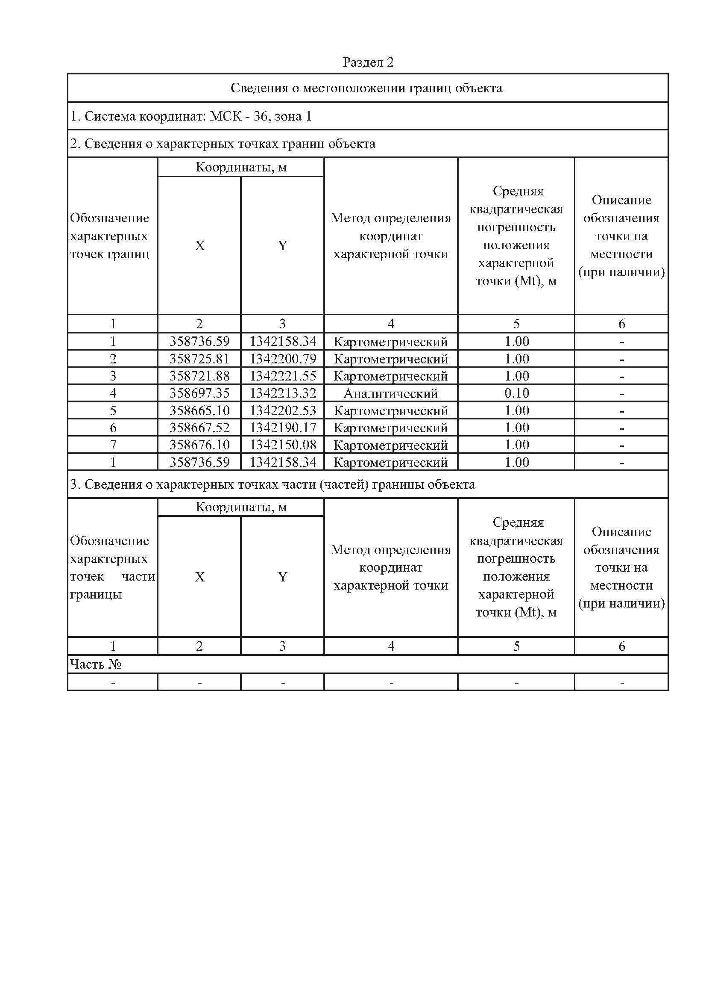 Раздел 2
Сведения о местоположении границ объекта
1. Система координат: МСК - 36, зона 1
2. Сведения о характерных точках границ объекта
Обозначение
характерных
точек границ
Координаты, м
X
Y
Метод определения
координат
характерной точки
Средняя
квадратическая
погрешность
положения
характерной
точки (Mt), м
Описание
обозначения
точки на
местности
(при наличии)
1 2 3 4 5 6
1 358736.59 1342158.34 Картометрический 1.00 -
2 358725.81 1342200.79 Картометрический 1.00 -
3 358721.88 1342221.55 Картометрический 1.00 -
4 358697.35 1342213.32 Аналитический 0.10 -
5 358665.10 1342202.53 Картометрический 1.00 -
6 358667.52 1342190.17 Картометрический 1.00 -
7 358676.10 1342150.08 Картометрический 1.00 -
1 358736.59 1342158.34 Картометрический 1.00 -
3. Сведения о характерных точках части (частей) границы объекта
Обозначение
характерных
точек части
границы
Координаты, м
X
Y
Метод определения
координат
характерной точки
Средняя
квадратическая
погрешность
положения
характерной
точки (Mt), м
Описание
обозначения
точки на
местности
(при наличии)
1 2 3 4 5 6
Часть №
- - - - - -